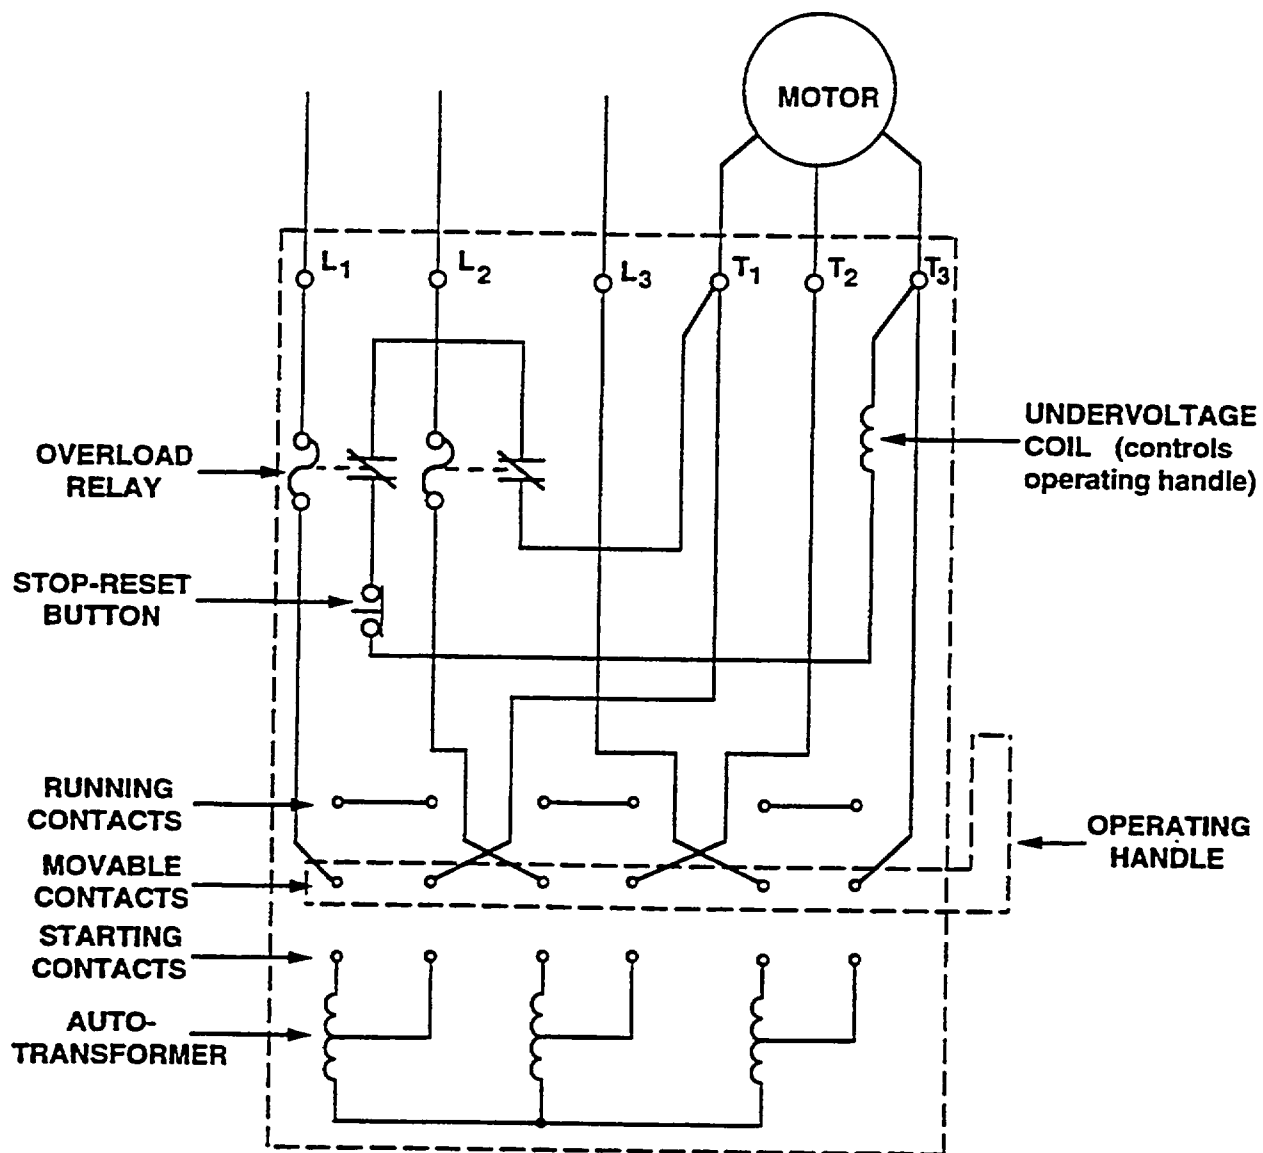 MOTOR
L1
L2
L3
T1
T2
T3
OVERLOAD
RELAY
UNDERVOLTAGE
COIL (controls
operating handle)
STOP-RESET
BUTTON
RUNNING
CONTACTS
OPERATING
HANDLE
MOVABLE
CONTACTS
STARTING
CONTACTS
AUTO-
TRANSFORMER